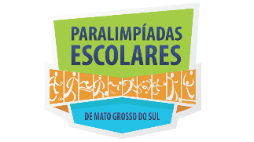 PARALIMPÍADAS
ESCOLARES
DE MATO GROSSO DO SUL